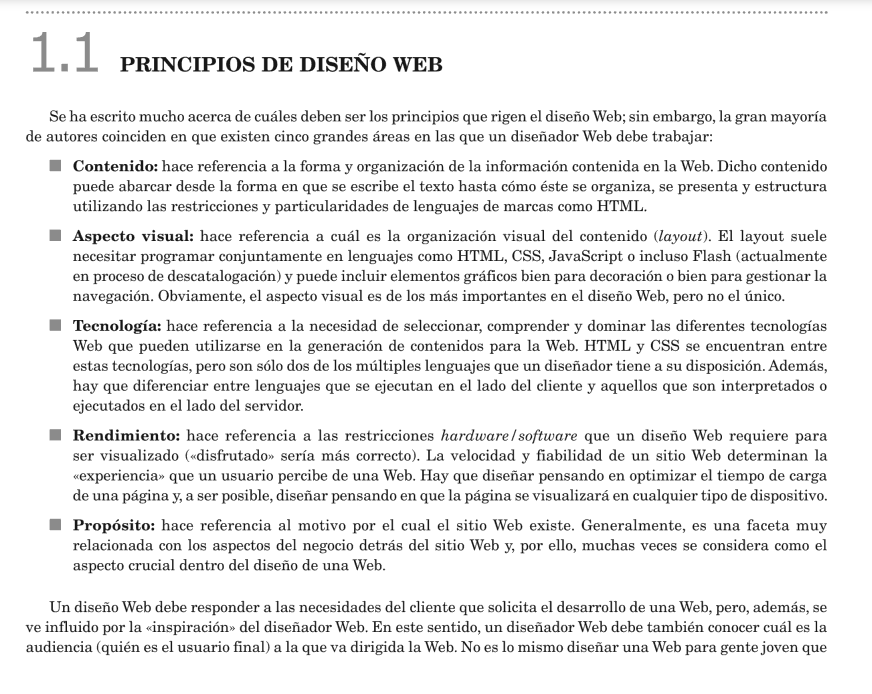 1.1 PRINCIPIOS DE DISEÑO WEB
Se ha escrito mucho acerca de cuáles deben ser los principios que rigen el diseño Web; sin embargo, la gran mayoría
de autores coinciden en que existen cinco grandes áreas en las que un diseñador Web debe trabajar:
■ Contenido: hace referencia a la forma y organización de la información contenida en la Web. Dicho contenido
puede abarcar desde la forma en que se escribe el texto hasta cómo éste se organiza, se presenta y estructura
utilizando las restricciones y particularidades de lenguajes de marcas como HTML.
■ Aspecto visual: hace referencia a cuál es la organización visual del contenido (layout). El layout suele
necesitar programar conjuntamente en lenguajes como HTML, CSS, JavaScript o incluso Flash (actualmente
en proceso de descatalogación) y puede incluir elementos gráficos bien para decoración o bien para gestionar la
navegación. Obviamente, el aspecto visual es de los más importantes en el diseño Web, pero no el único.
■ Tecnología: hace referencia a la necesidad de seleccionar, comprender y dominar las diferentes tecnologías
Web que pueden utilizarse en la generación de contenidos para la Web. HTML y CSS se encuentran entre
estas tecnologías, pero son sólo dos de los múltiples lenguajes que un diseñador tiene a su disposición. Además,
hay que diferenciar entre lenguajes que se ejecutan en el lado del cliente y aquellos que son interpretados o
ejecutados en el lado del servidor.
■ Rendimiento: hace referencia a las restricciones hardware/software que un diseño Web requiere para
ser visualizado («disfrutado» sería más correcto). La velocidad y fiabilidad de un sitio Web determinan la
«experiencia» que un usuario percibe de una Web. Hay que diseñar pensando en optimizar el tiempo de carga
de una página y, a ser posible, diseñar pensando en que la página se visualizará en cualquier tipo de dispositivo.
■ Propósito: hace referencia al motivo por el cual el sitio Web existe. Generalmente, es una faceta muy
relacionada con los aspectos del negocio detrás del sitio Web y, por ello, muchas veces se considera como el
aspecto crucial dentro del diseño de una Web.
Un diseño Web debe responder a las necesidades del cliente que solicita el desarrollo de una Web, pero, además, se
ve influido por la «inspiración» del diseñador Web. En este sentido, un diseñador Web debe también conocer cuál es la
audiencia (quién es el usuario final) a la que va dirigida la Web. No es lo mismo diseñar una Web para gente joven que